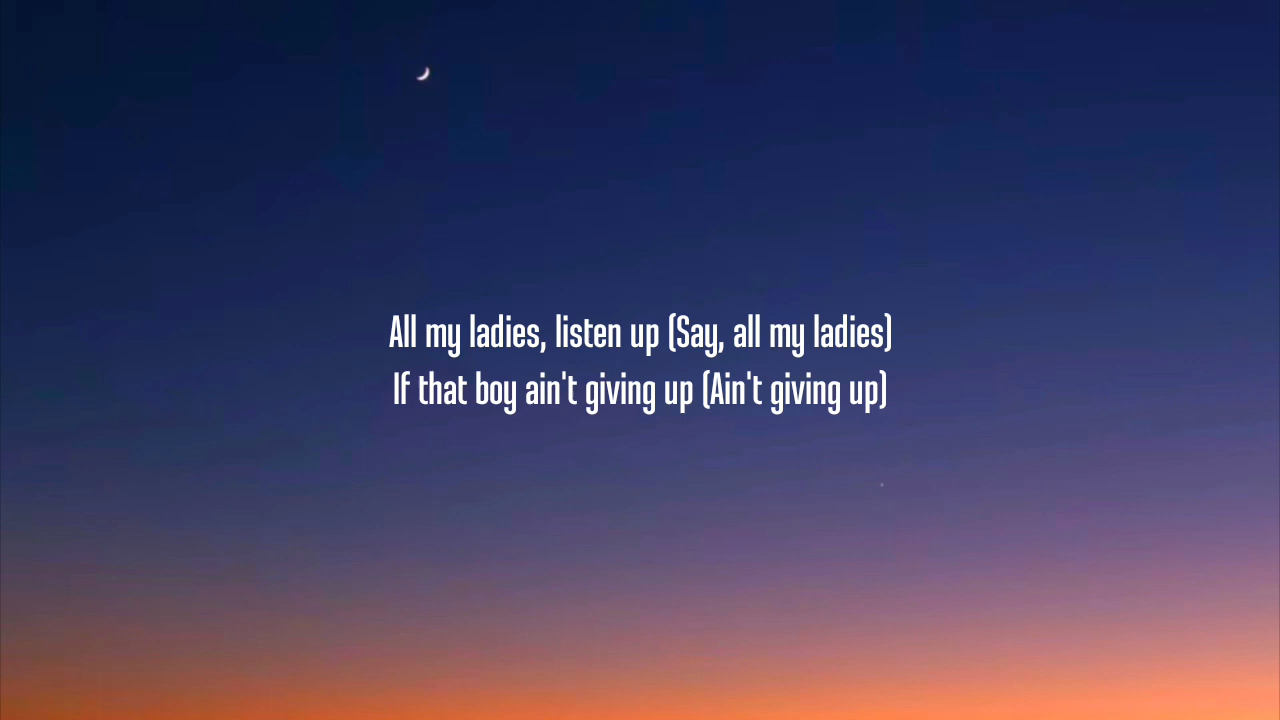 All my ladies, listen up (Say, all my ladies)
If that boy ain't giving up (Ain't giving up)